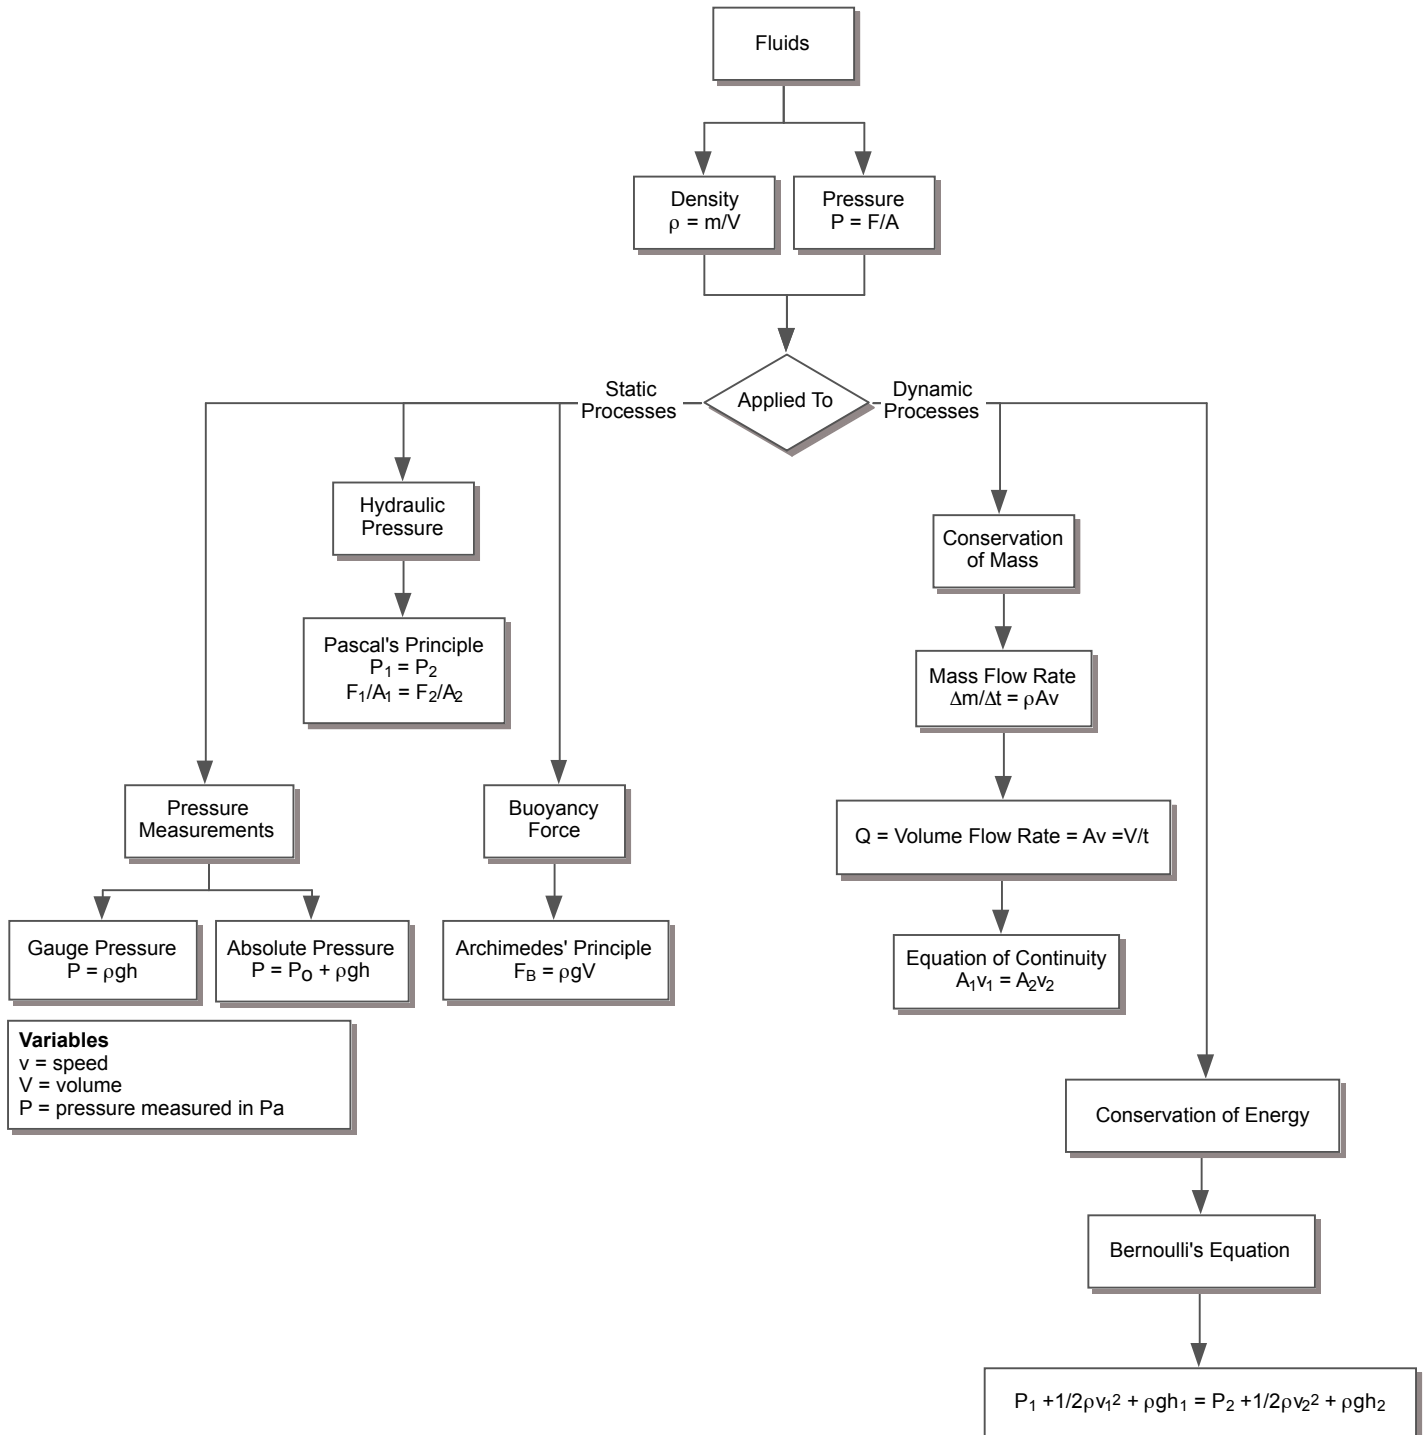 Fluids
Density
ρ = m/V
Pressure
P = F/A
Applied To
Static
Processes
Dynamic
Processes
Hydraulic
Pressure
Pascal's Principle
P₁ = P₂
F₁/A₁ = F₂/A₂
Pressure
Measurements
Gauge Pressure
P = ρgh
Absolute Pressure
P = P₀ + ρgh
Buoyancy
Force
Archimedes' Principle
F_B = ρgV
Variables
v = speed
V = volume
P = pressure measured in Pa
Conservation
of Mass
Mass Flow Rate
Δm/Δt = ρAv
Q = Volume Flow Rate = Av =V/t
Equation of Continuity
A₁v₁ = A₂v₂
Conservation of Energy
Bernoulli's Equation
P₁ +1/2ρv₁² + ρgh₁ = P₂ +1/2ρv₂² + ρgh₂